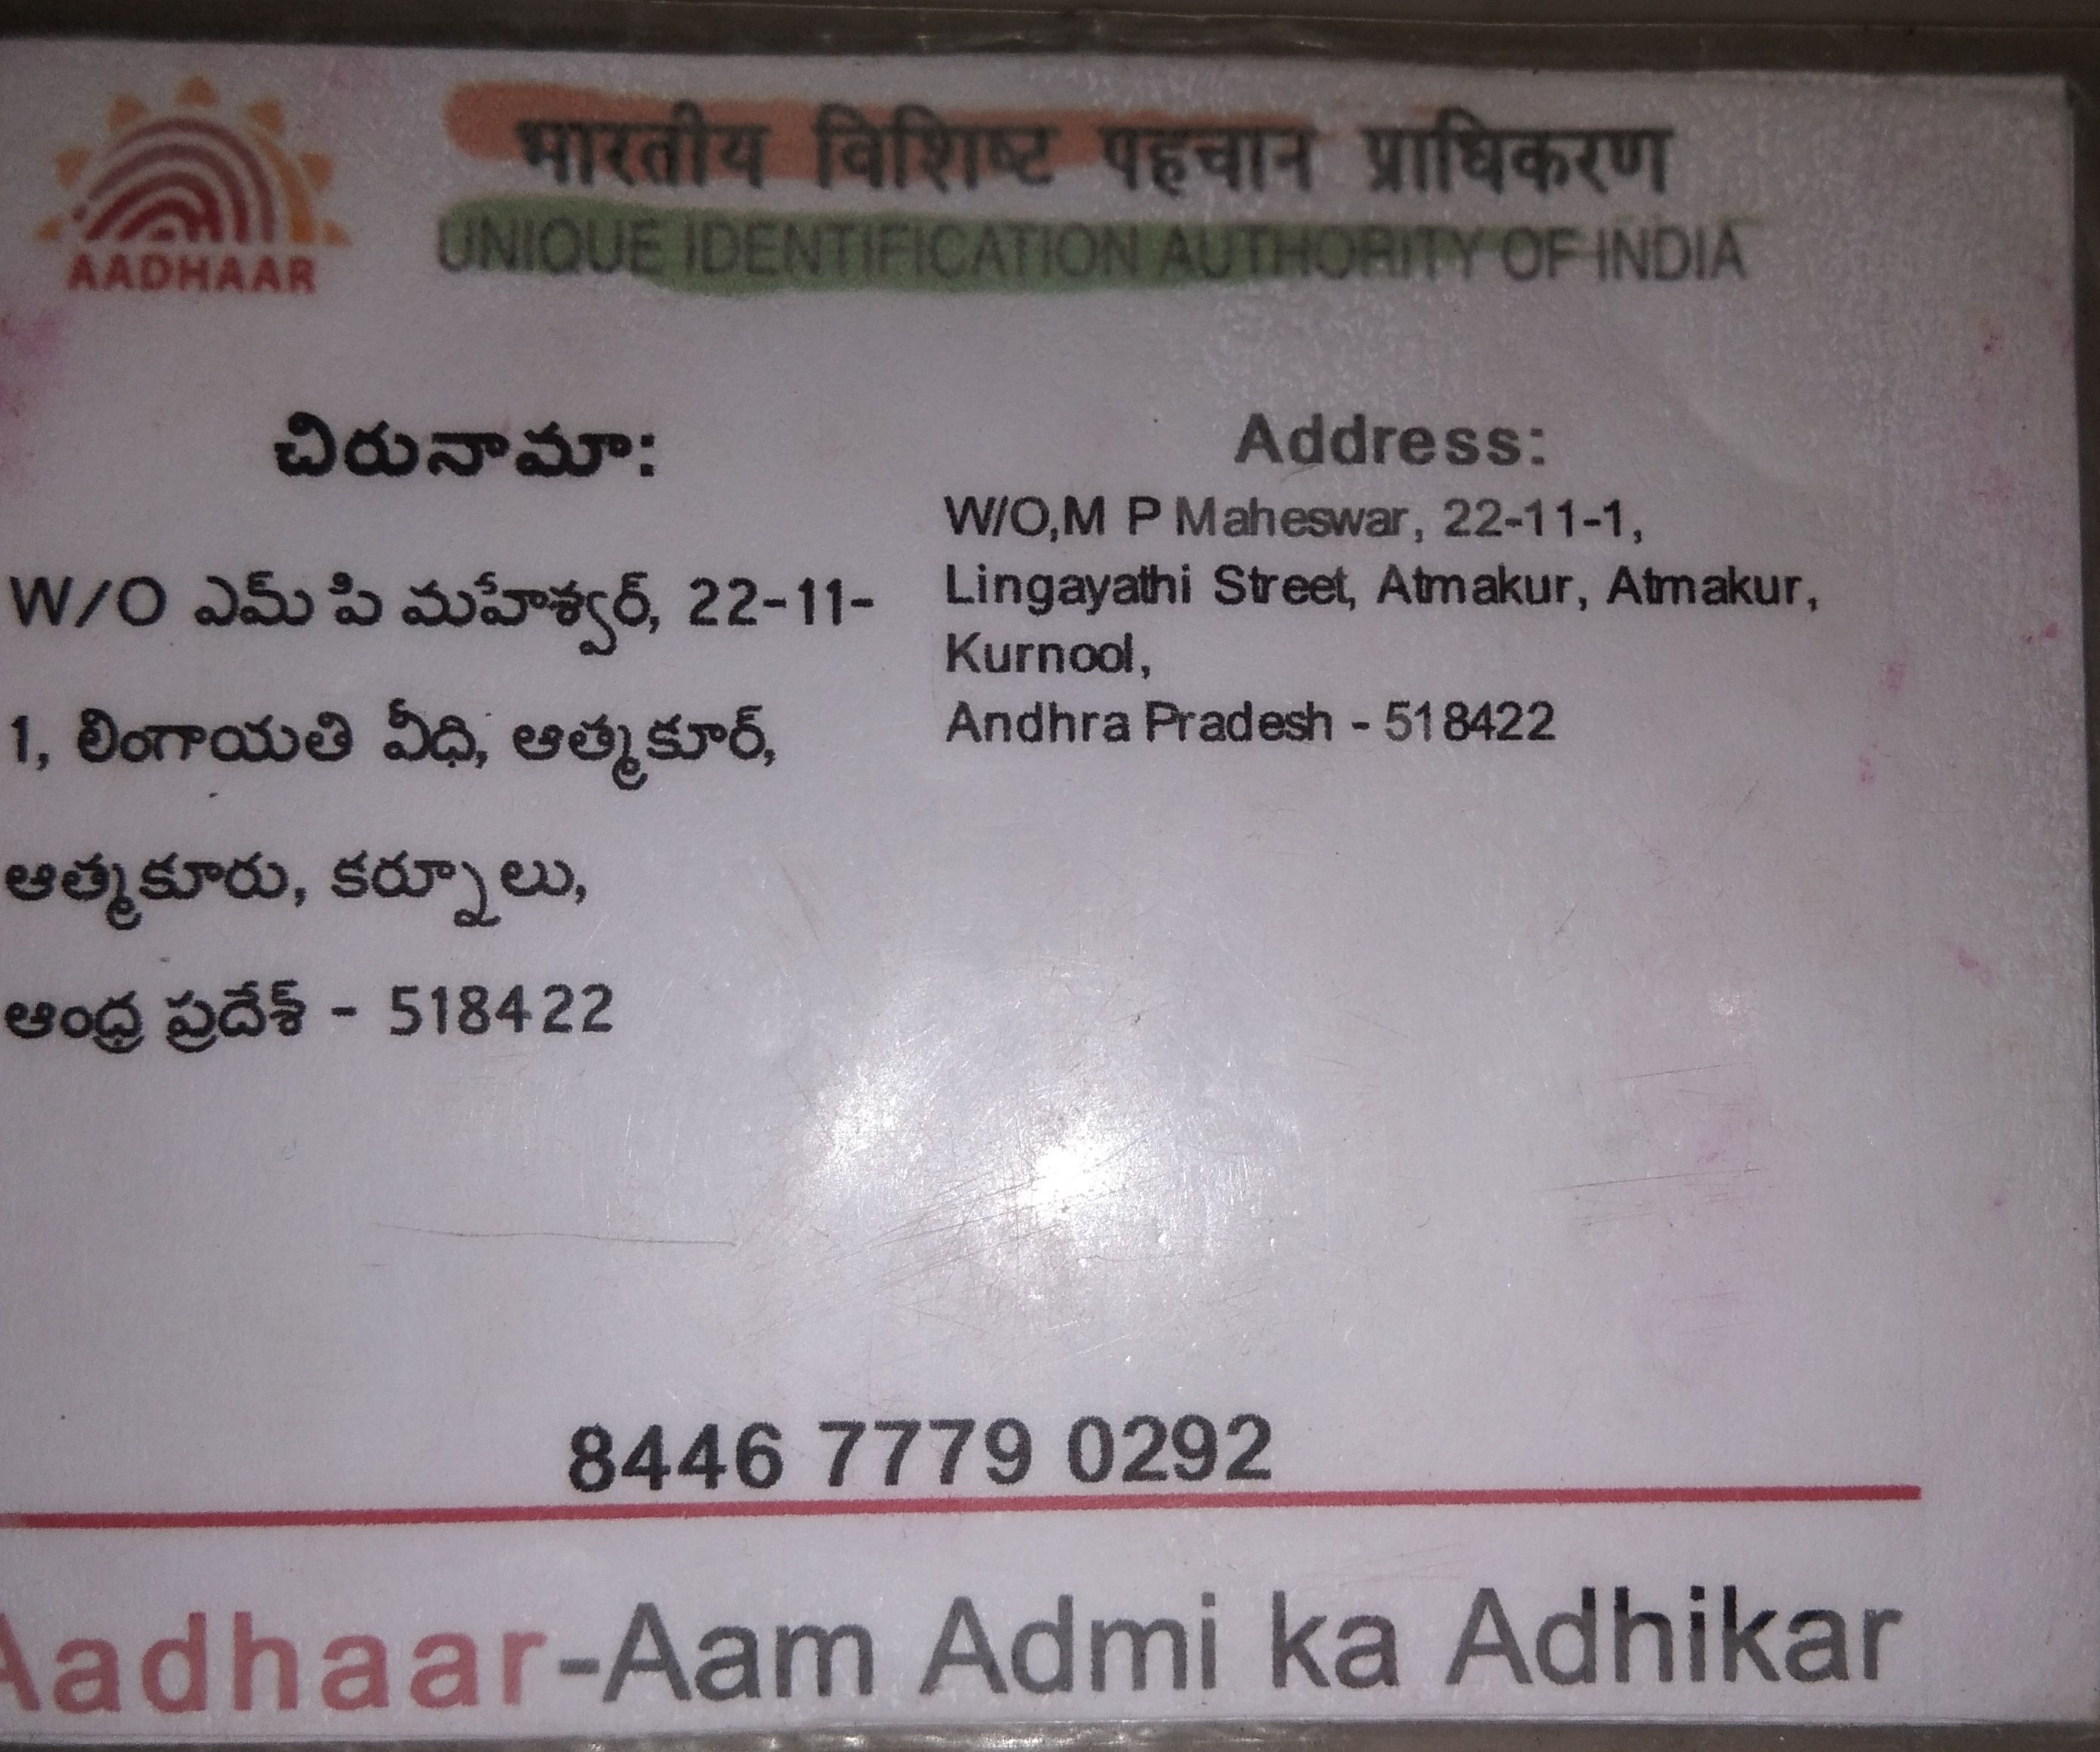 भारतीय विशिष्ट पहचान प्राधिकरण
UNIQUE IDENTIFICATION AUTHORITY OF INDIA
AADHAAR
చిరునామా:
W/O ఎమ్ పి మహేశ్వర్, 22-11-
1, లింగాయతి వీధి, ఆత్మకూర్,
ఆత్మకూరు, కర్నూలు,
ఆంధ్ర ప్రదేశ్ - 518422
Address:
W/O,M P Maheswar, 22-11-1,
Lingayathi Street, Atmakur, Atmakur,
Kurnool,
Andhra Pradesh - 518422
8446 7779 0292
Aadhaar-Aam Admi ka Adhikar